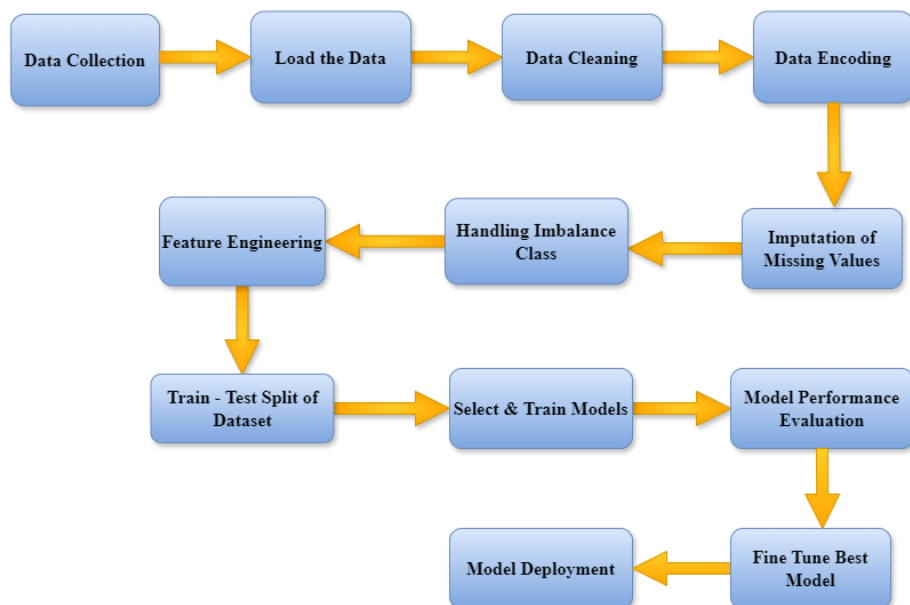 Data Collection
Load the Data
Data Cleaning
Data Encoding
Imputation of
Missing Values
Handling Imbalance
Class
Feature Engineering
Train - Test Split of
Dataset
Select & Train Models
Model Performance
Evaluation
Fine Tune Best
Model
Model Deployment